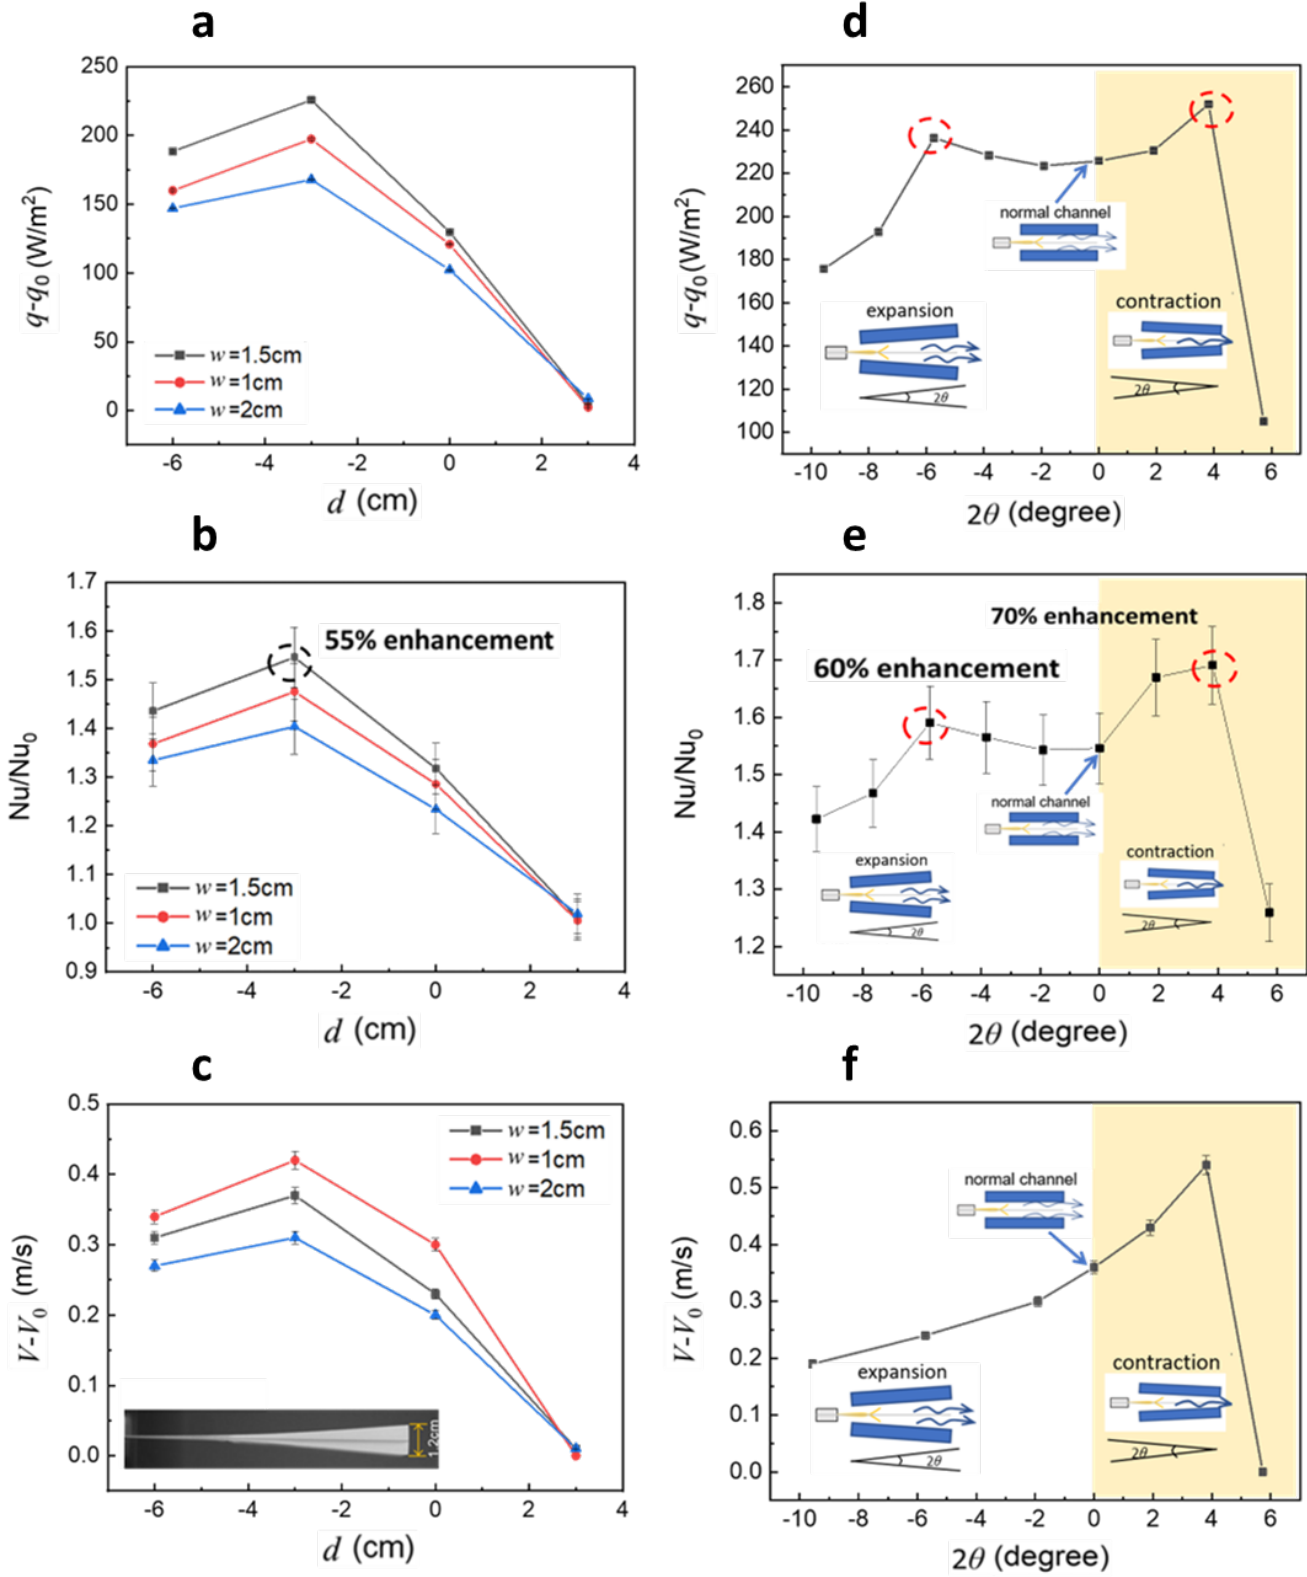 a
250
200
150
100
50
0
q-q0 (W/m2)
w=1.5cm
w=1cm
w=2cm
-6 -4 -2 0 2 4
d (cm)
d
260
240
220
200
180
160
140
120
100
q-q0(W/m2)
normal channel
expansion
2θ
contraction
2θ
-10 -8 -6 -4 -2 0 2 4 6
2θ (degree)
b
1.7
1.6
1.5
1.4
1.3
1.2
1.1
1.0
0.9
Nu/Nu0
55% enhancement
w=1.5cm
w=1cm
w=2cm
-6 -4 -2 0 2 4
d (cm)
e
1.8
1.7
1.6
1.5
1.4
1.3
1.2
Nu/Nu0
70% enhancement
60% enhancement
normal channel
expansion
2θ
contraction
2θ
-10 -8 -6 -4 -2 0 2 4 6
2θ (degree)
c
0.5
0.4
0.3
0.2
0.1
0.0
V-V0 (m/s)
w=1.5cm
w=1cm
w=2cm
1.2cm
-6 -4 -2 0 2 4
d (cm)
f
0.6
0.5
0.4
0.3
0.2
0.1
0.0
V-V0 (m/s)
normal channel
expansion
2θ
contraction
2θ
-10 -8 -6 -4 -2 0 2 4 6
2θ (degree)